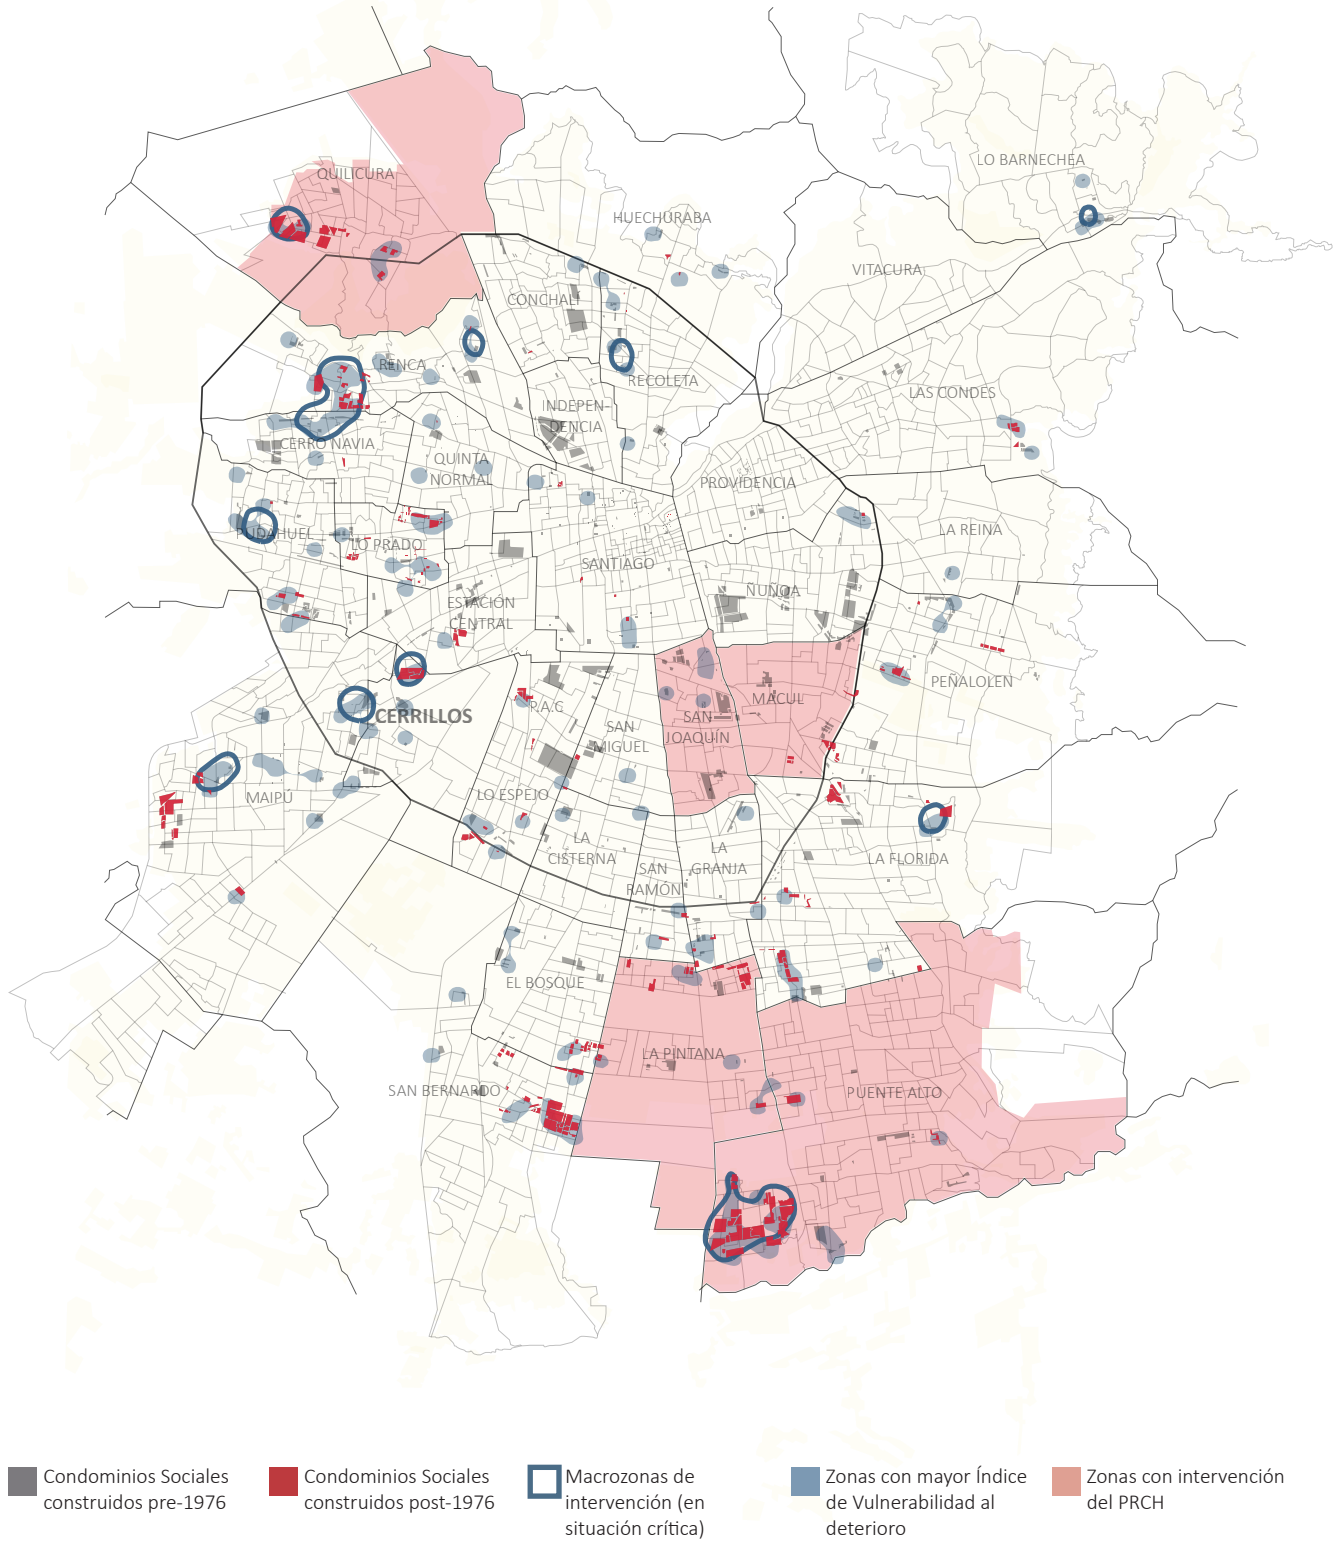 LO BARNECHEA
QUILICURA
HUECHURABA
VITACURA
CONCHALÍ
RENCA
RECOLETA
LAS CONDES
INDEPEN-
DENCIA
CERRO NAVIA
QUINTA
NORMAL
PROVIDENCIA
PUDAHUEL
LO PRADO
LA REINA
SANTIAGO
ÑUÑOA
ESTACIÓN
CENTRAL
PEÑALOLEN
MACUL
P.A.C
CERRILLOS
SAN
JOAQUÍN
SAN
MIGUEL
MAIPÚ
LO ESPEJO
LA
CISTERNA
LA
GRANJA
LA FLORIDA
SAN
RAMÓN
EL BOSQUE
LA PINTANA
SAN BERNARDO
PUENTE ALTO
Condominios Sociales
construidos pre-1976
Condominios Sociales
construidos post-1976
Macrozonas de
intervención (en
situación crítica)
Zonas con mayor Índice
de Vulnerabilidad al
deterioro
Zonas con intervención
del PRCH